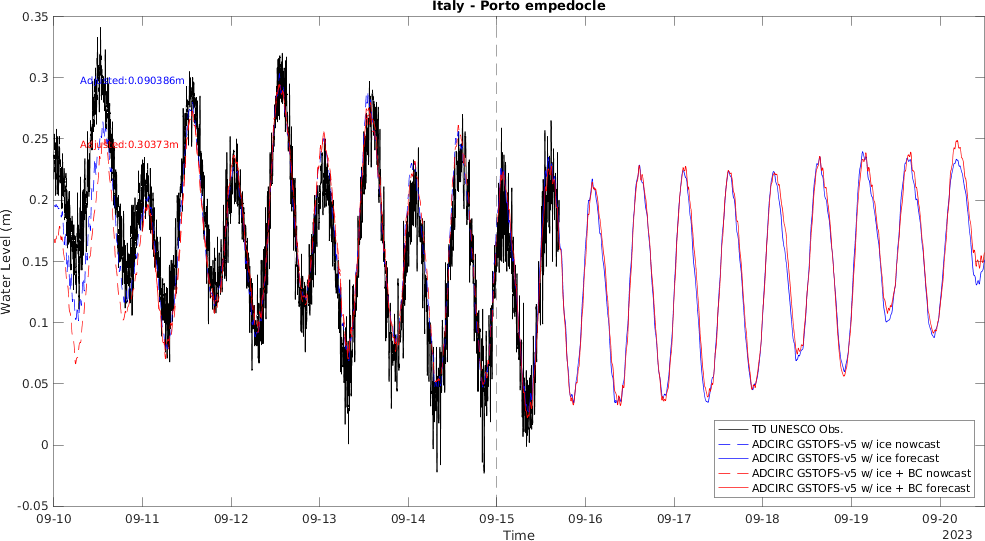 Italy - Porto empedocle
0.35
0.3
0.25
0.2
0.15
0.1
0.05
0
-0.05
Water Level (m)
Adjusted:0.090386m
Adjusted:0.30373m
TD UNESCO Obs.
ADCIRC GSTOFS-v5 w/ ice nowcast
ADCIRC GSTOFS-v5 w/ ice forecast
ADCIRC GSTOFS-v5 w/ ice + BC nowcast
ADCIRC GSTOFS-v5 w/ ice + BC forecast
09-10 09-11 09-12 09-13 09-14 09-15 09-16 09-17 09-18 09-19 09-20
Time
2023